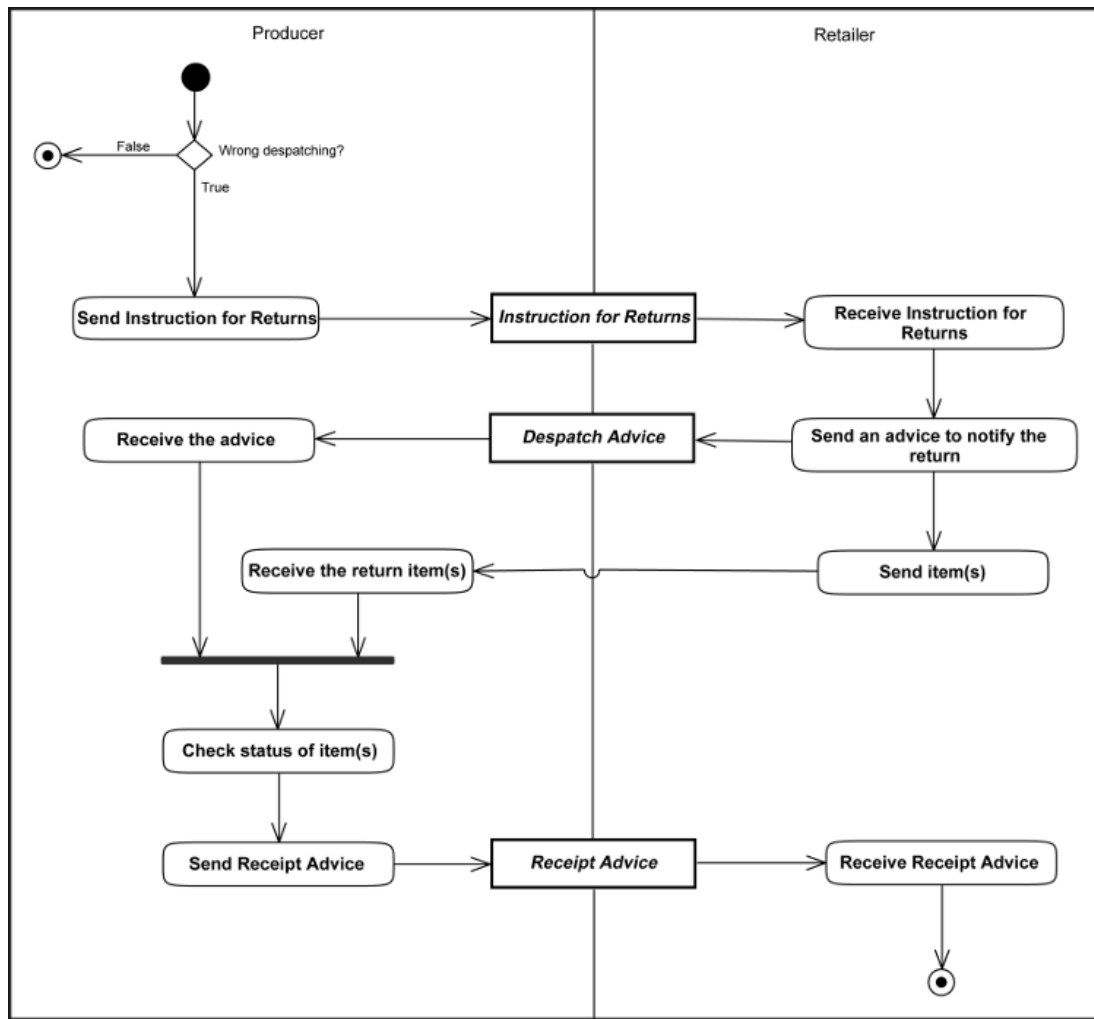 Producer
Retailer
False
Wrong despatching?
True
Send Instruction for Returns
Instruction for Returns
Receive Instruction for
Returns
Receive the advice
Despatch Advice
Send an advice to notify the
return
Receive the return item(s)
Send item(s)
Check status of item(s)
Send Receipt Advice
Receipt Advice
Receive Receipt Advice